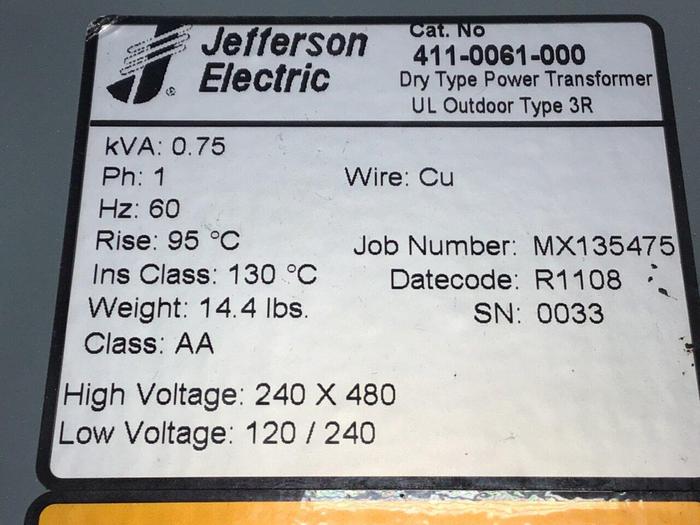 Jefferson
Electric
®
Cat. No
411-0061-000
Dry Type Power Transformer
UL Outdoor Type 3R
kVA: 0.75
Ph: 1
Wire: Cu
Hz: 60
Rise: 95 °C
Job Number: MX135475
Ins Class: 130 °C
Datecode: R1108
Weight: 14.4 lbs.
SN: 0033
Class: AA
High Voltage: 240 X 480
Low Voltage: 120 / 240